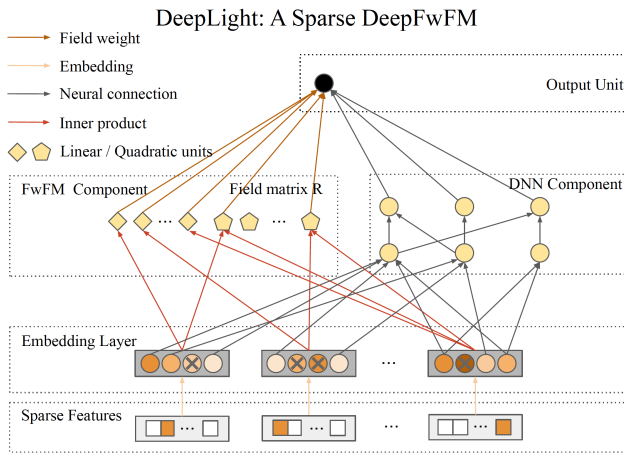 DeepLight: A Sparse DeepFwFM
Field weight
Embedding
Neural connection
Inner product
Linear / Quadratic units
Output Unit
FwFM Component
Field matrix R
DNN Component
...
...
Embedding Layer
...
Sparse Features
...
...
...
...